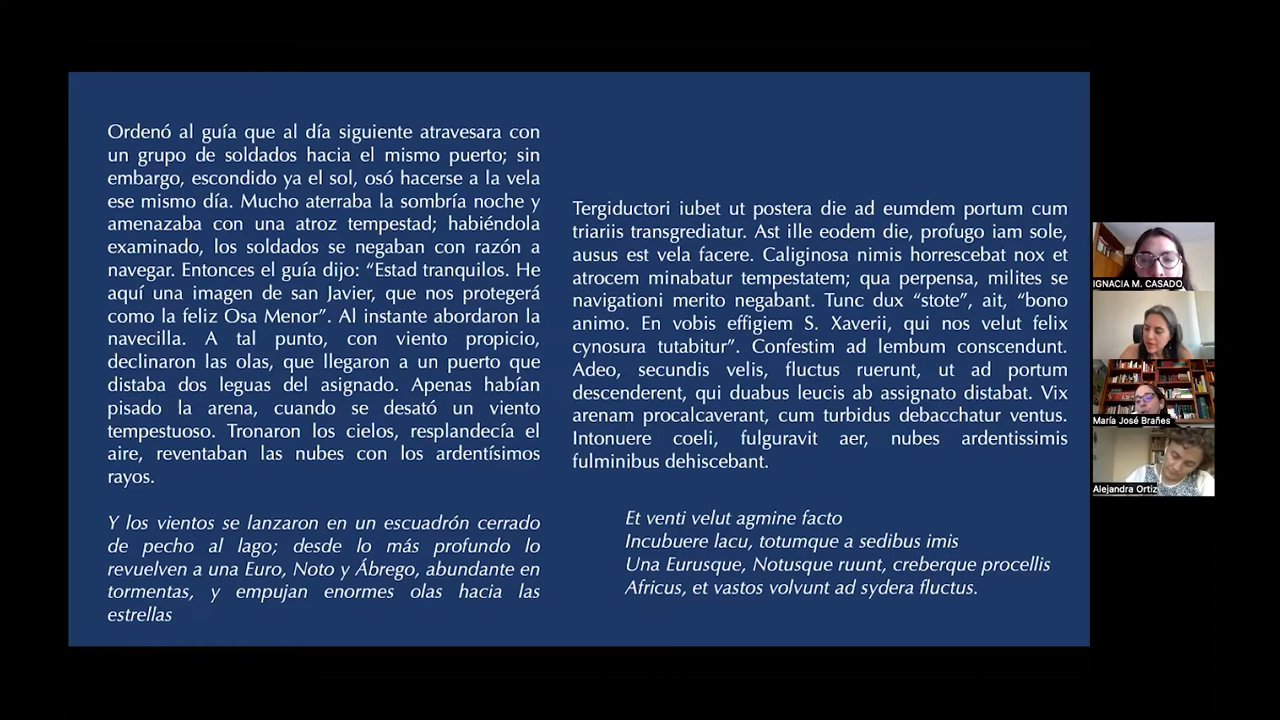 Ordenó al guía que al día siguiente atravesara con
un grupo de soldados hacia el mismo puerto; sin
embargo, escondido ya el sol, osó hacerse a la vela
ese mismo día. Mucho aterraba la sombría noche y
amenazaba con una atroz tempestad; habiéndola
examinado, los soldados se negaban con razón a
navegar. Entonces el guía dijo: “Estad tranquilos. He
aquí una imagen de san Javier, que nos protegerá
como la feliz Osa Menor”. Al instante abordaron la
navecilla. A tal punto, con viento propicio,
declinaron las olas, que llegaron a un puerto que
distaba dos leguas del asignado. Apenas habían
pisado la arena, cuando se desató un viento
tempestuoso. Tronaron los cielos, resplandecía el
aire, reventaban las nubes con los ardentísimos
rayos.
Y los vientos se lanzaron en un escuadrón cerrado
de pecho al lago; desde lo más profundo lo
revuelven a una Euro, Noto y Ábrego, abundante en
tormentas, y empujan enormes olas hacia las
estrellas
Tergiductori iubet ut postera die ad eumdem portum cum
triariis transgrediatur. Ast ille eodem die, profugo iam sole,
ausus est vela facere. Caliginosa nimis horrescebat nox et
atrocem minabatur tempestatem; qua perpensa, milites se
navigationi merito negabant. Tunc dux “stote”, ait, “bono
animo. En vobis effigiem S. Xaverii, qui nos velut felix
cynosura tutabitur”. Confestim ad lembum conscendunt.
Adeo, secundis velis, fluctus ruerunt, ut ad portum
descenderent, qui duabus leucis ab assignato distabat. Vix
arenam procalcaverant, cum turbidus debacchatur ventus.
Intonuere coeli, fulguravit aer, nubes ardentissimis
fulminibus dehiscebant.
Et venti velut agmine facto
Incubuere lacu, totumque a sedibus imis
Una Eurusque, Notusque ruunt, creberque procellis
Africus, et vastos volvunt ad sydera fluctus.
IGNACIA M. CASADO
María José Brañes
Alejandra Ortiz